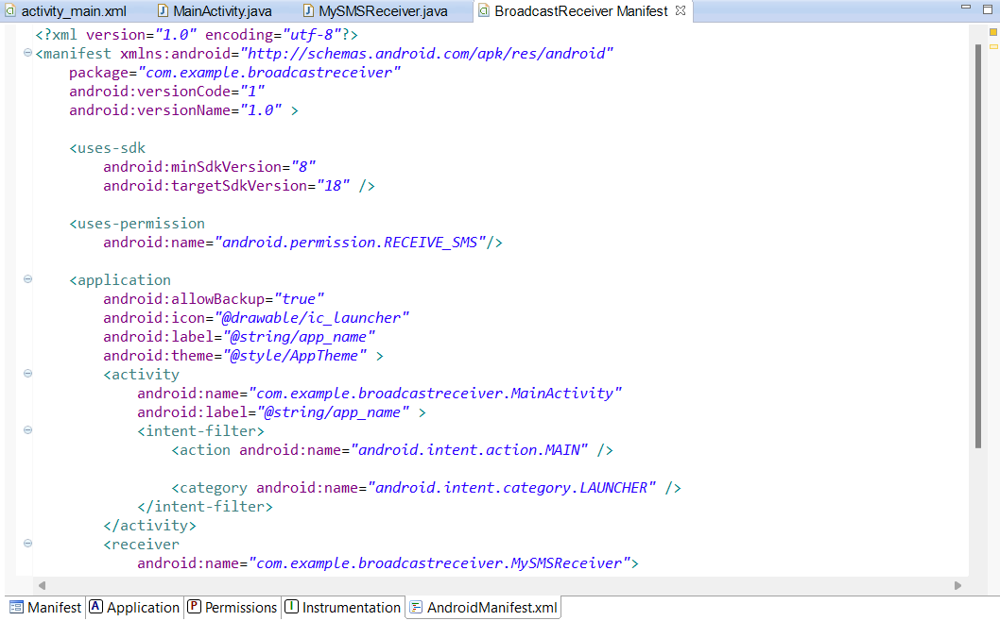 activity_main.xml MainActivity.java MySMSReceiver.java BroadcastReceiver Manifest
<?xml version="1.0" encoding="utf-8"?>
<manifest xmlns:android="http://schemas.android.com/apk/res/android"
package="com.example.broadcastreceiver"
android:versionCode="1"
android:versionName="1.0" >
<uses-sdk
android:minSdkVersion="8"
android:targetSdkVersion="18" />
<uses-permission
android:name="android.permission.RECEIVE_SMS"/>
<application
android:allowBackup="true"
android:icon="@drawable/ic_launcher"
android:label="@string/app_name"
android:theme="@style/AppTheme" >
<activity
android:name="com.example.broadcastreceiver.MainActivity"
android:label="@string/app_name" >
<intent-filter>
<action android:name="android.intent.action.MAIN" />
<category android:name="android.intent.category.LAUNCHER" />
</intent-filter>
</activity>
<receiver
android:name="com.example.broadcastreceiver.MySMSReceiver">
Manifest A Application P Permissions I Instrumentation AndroidManifest.xml